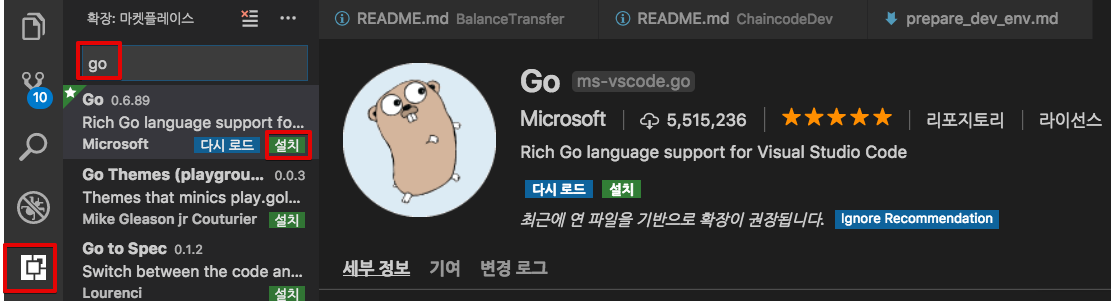 확장: 마켓플레이스
go
10
Go 0.6.89
Rich Go language support fo...
Microsoft 다시 로드 설치
Go Themes (playgrou... 0.0.3
Themes that minics play.gol...
Mike Gleason jr Couturier 설치
Go to Spec 0.1.2
Switch between the code an...
Lourenci 설치
README.md BalanceTransfer
README.md ChaincodeDev
prepare_dev_env.md
Go ms-vscode.go
Microsoft 5,515,236 리포지토리 라이선스
Rich Go language support for Visual Studio Code
다시 로드 설치
최근에 연 파일을 기반으로 확장이 권장됩니다. Ignore Recommendation
세부 정보 기여 변경 로그